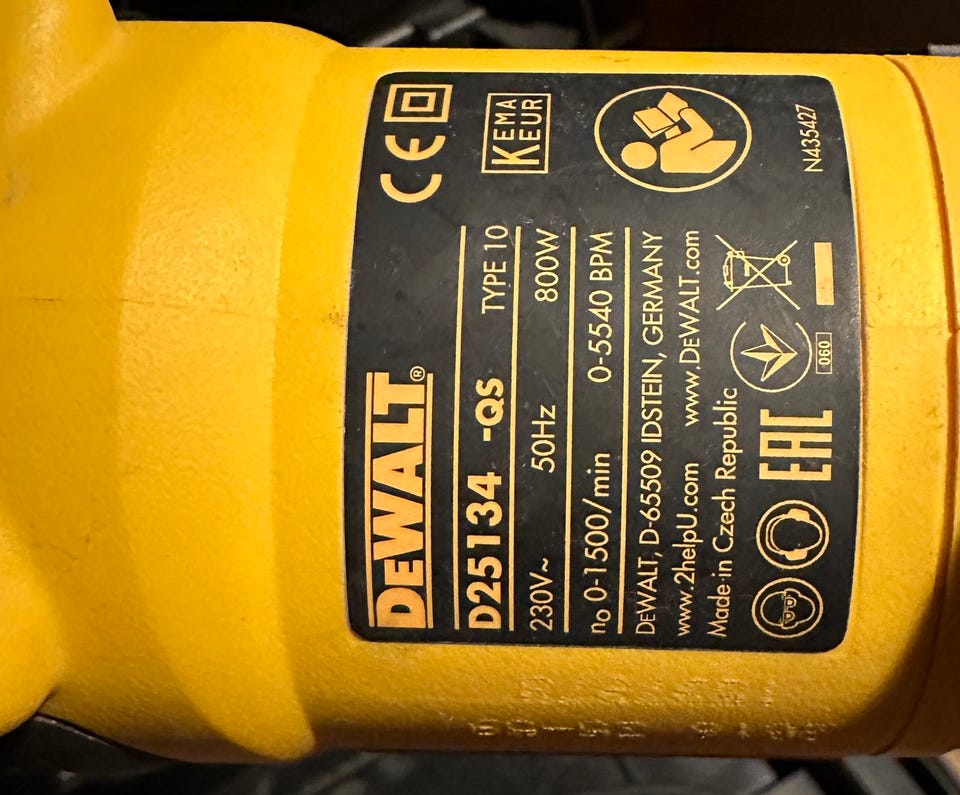 DEWALT®
D25134 -QS TYPE 10
230V~ 50Hz 800W
n₀ 0-1500/min 0-5540 BPM
DEWALT, D-65509 IDSTEIN, GERMANY
www.2helpU.com www.DEWALT.com
Made in Czech Republic
EAC
060
CE
KEMA
KEUR
N435427